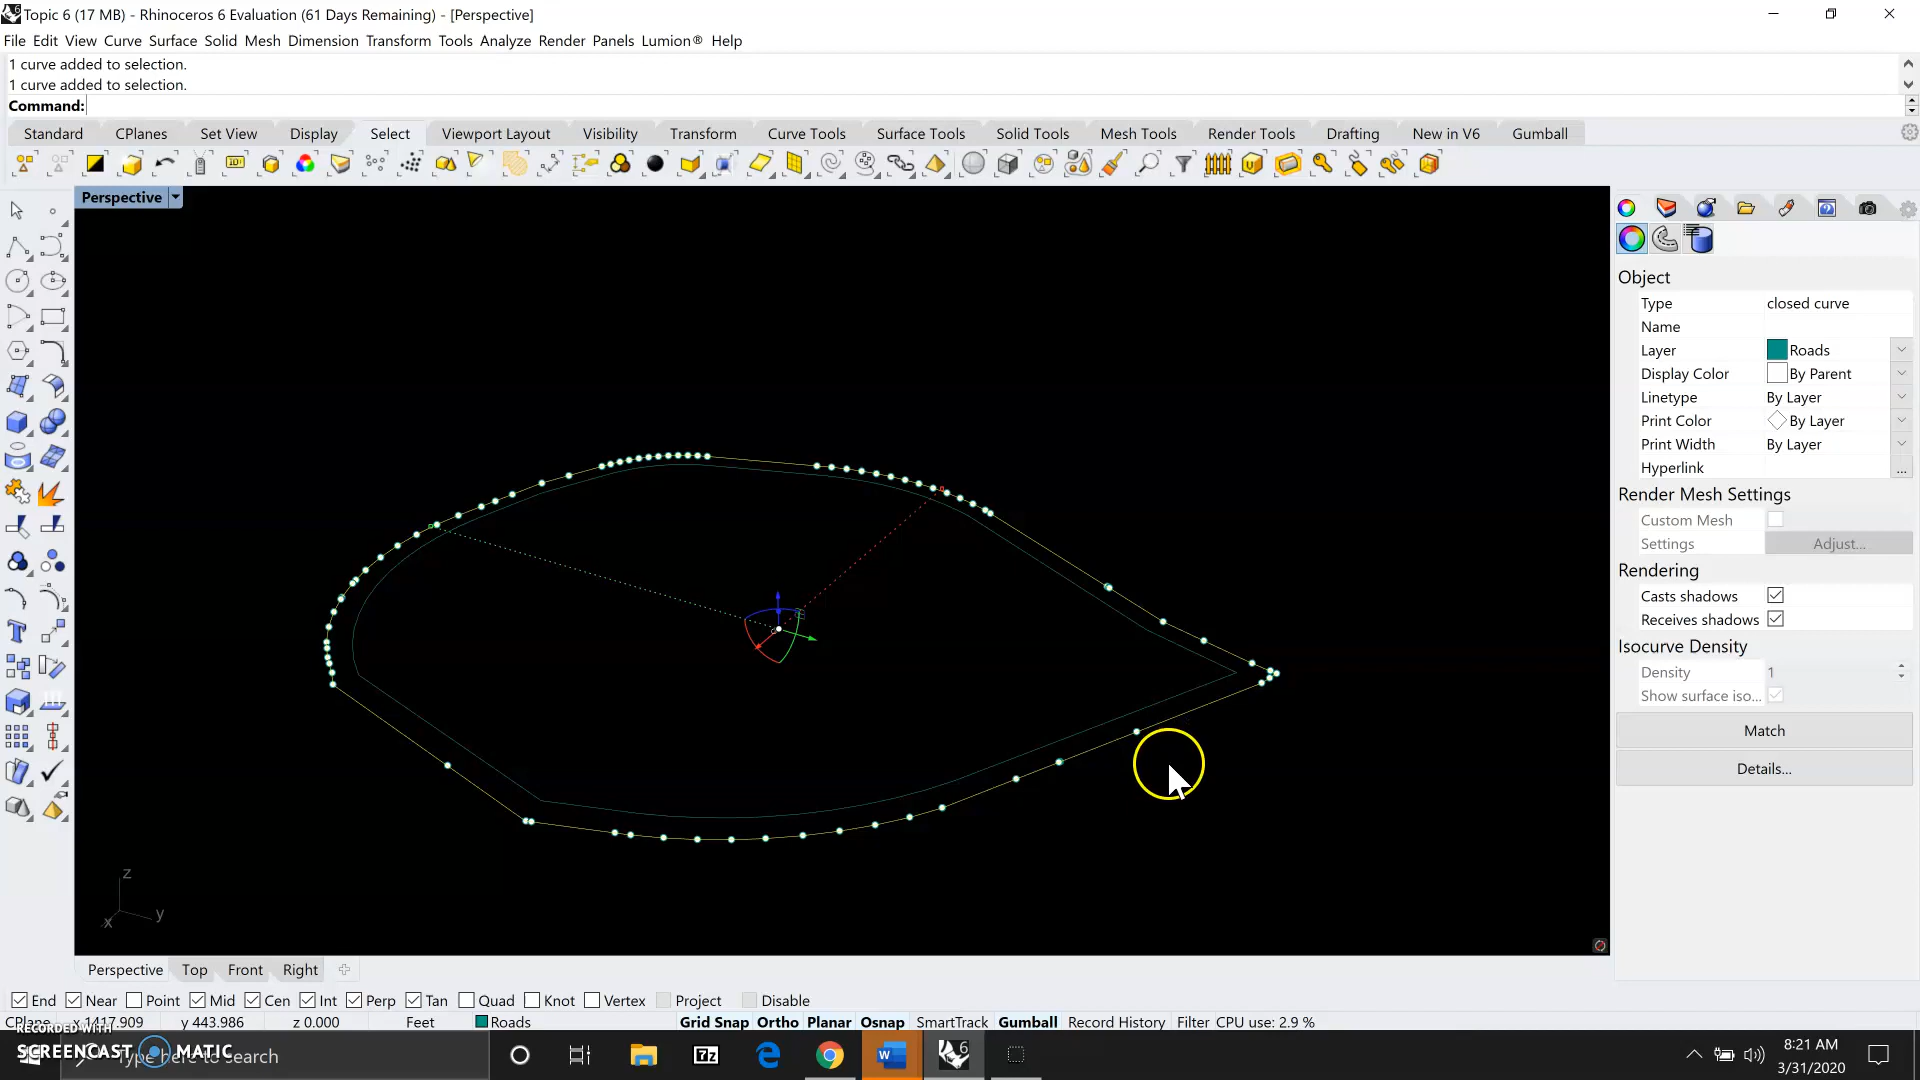 Topic 6 (17 MB) - Rhinoceros 6 Evaluation (61 Days Remaining) - [Perspective]
File Edit View Curve Surface Solid Mesh Dimension Transform Tools Analyze Render Panels Lumion® Help
1 curve added to selection.
1 curve added to selection.
Command:
Standard CPlanes Set View Display Select Viewport Layout Visibility Transform Curve Tools Surface Tools Solid Tools Mesh Tools Render Tools Drafting New in V6 Gumball
Perspective
Object
Type closed curve
Name
Layer Roads
Display Color By Parent
Linetype By Layer
Print Color By Layer
Print Width By Layer
Hyperlink ...
Render Mesh Settings
Custom Mesh
Settings Adjust...
Rendering
Casts shadows
Receives shadows
Isocurve Density
Density 1
Show surface iso...
Match
Details...
z
y
x
Perspective Top Front Right
End Near Point Mid Cen Int Perp Tan Quad Knot Vertex Project Disable
CPlane x 1417.909 y 443.986 z 0.000 Feet Roads Grid Snap Ortho Planar Osnap SmartTrack Gumball Record History Filter CPU use: 2.9 %
RECORDED WITH
SCREENCAST MATIC
Type here to search
7z
W
6
8:21 AM
3/31/2020